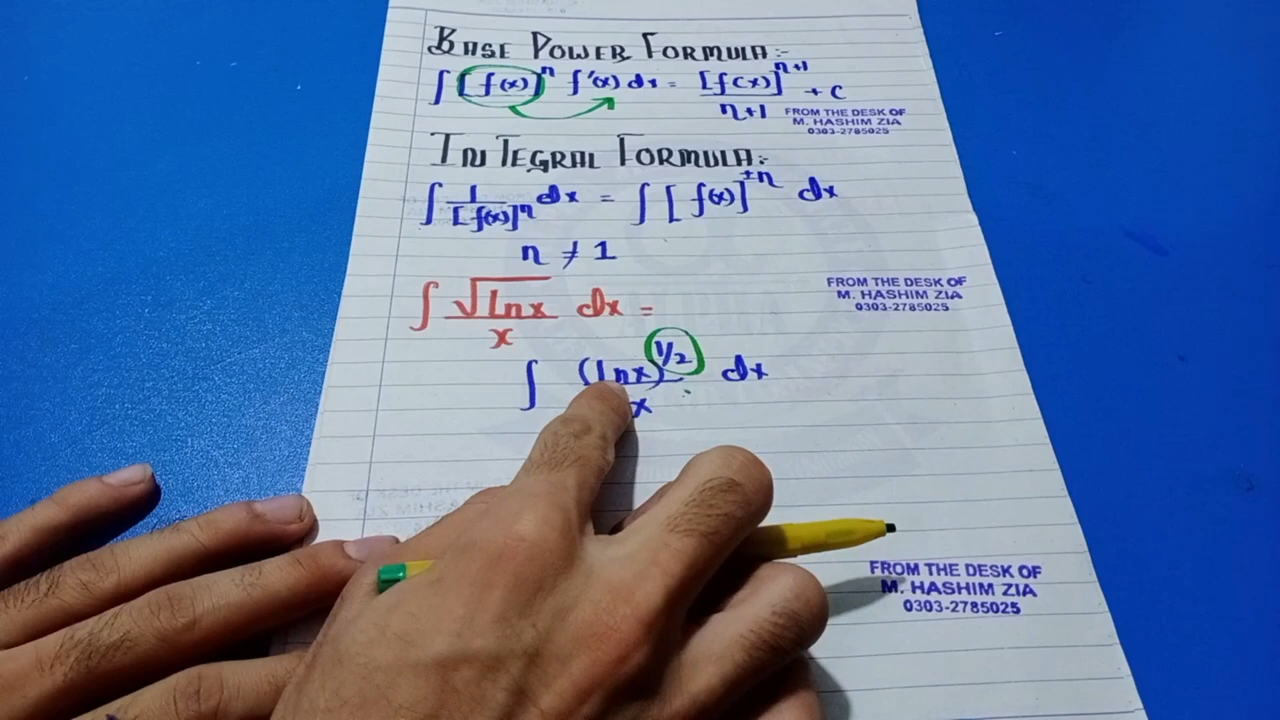 BASE POWER FORMULA:-
∫ [f(x)]^n f'(x) dx = [f(x)]^(n+1) / n+1 + c
FROM THE DESK OF
M. HASHIM ZIA
0303-2785025
INTEGRAL FORMULA:-
∫ 1/[f(x)]^n dx = ∫ [f(x)]^(±n) dx
n ≠ 1
∫ √lnx / x dx =
FROM THE DESK OF
M. HASHIM ZIA
0303-2785025
∫ (lnx)^(1/2) / x dx
FROM THE DESK OF
M. HASHIM ZIA
0303-2785025